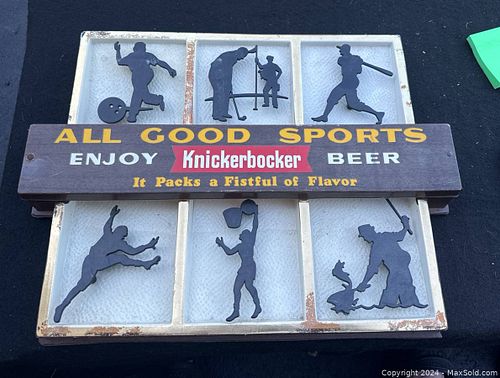 ALL GOOD SPORTS
ENJOY Knickerbocker BEER
It Packs a Fistful of Flavor
Copyright 2024 - MaxSold.com